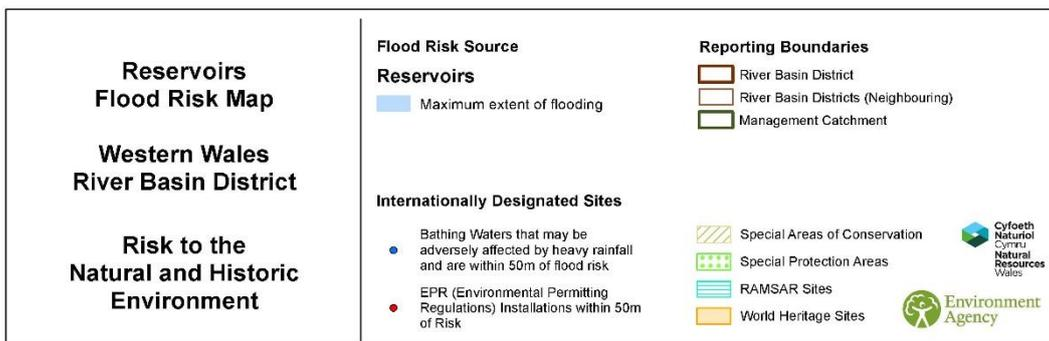 Reservoirs
Flood Risk Map
Western Wales
River Basin District
Risk to the
Natural and Historic
Environment
Flood Risk Source
Reservoirs
Maximum extent of flooding
Reporting Boundaries
River Basin District
River Basin Districts (Neighbouring)
Management Catchment
Internationally Designated Sites
Bathing Waters that may be
adversely affected by heavy rainfall
and are within 50m of flood risk
EPR (Environmental Permitting
Regulations) Installations within 50m
of Risk
Special Areas of Conservation
Special Protection Areas
RAMSAR Sites
World Heritage Sites
Cyfoeth
Naturiol
Cymru
Natural
Resources
Wales
Environment
Agency